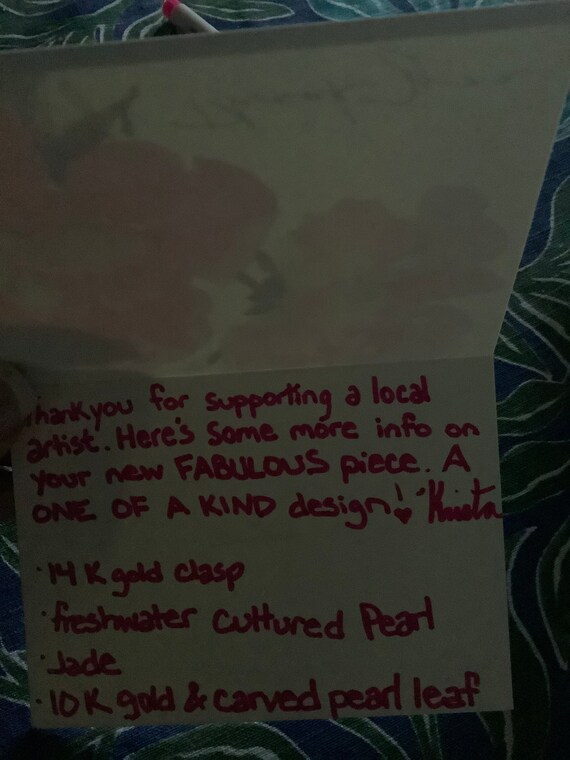 Thankyou for supporting a local
artist. Here's some more info on
your new FABULOUS piece. A
ONE OF A KIND design! Krista
· 14 K gold clasp
· freshwater cultured Pearl
· Jade
· 10K gold & carved pearl leaf